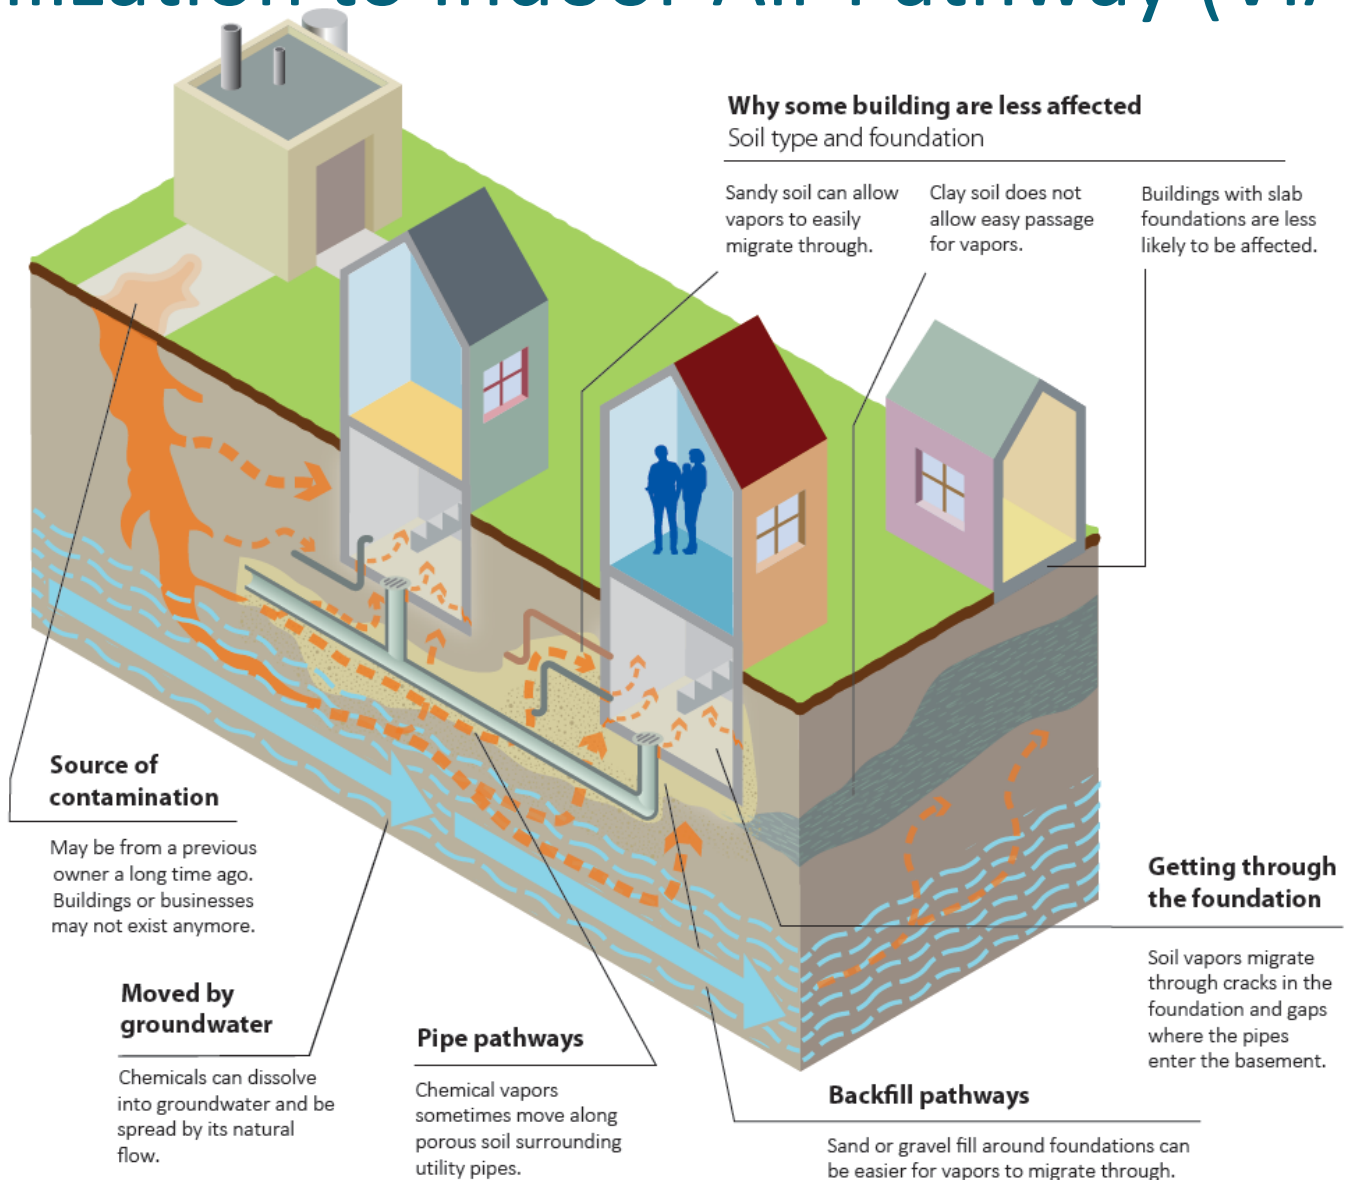 to Indoor Air Pathway
Why some building are less affected
Soil type and foundation
Sandy soil can allow
vapors to easily
migrate through.
Clay soil does not
allow easy passage
for vapors.
Buildings with slab
foundations are less
likely to be affected.
Source of
contamination
May be from a previous
owner a long time ago.
Buildings or businesses
may not exist anymore.
Moved by
groundwater
Chemicals can dissolve
into groundwater and be
spread by its natural
flow.
Pipe pathways
Chemical vapors
sometimes move along
porous soil surrounding
utility pipes.
Backfill pathways
Sand or gravel fill around foundations can
be easier for vapors to migrate through.
Getting through
the foundation
Soil vapors migrate
through cracks in the
foundation and gaps
where the pipes
enter the basement.